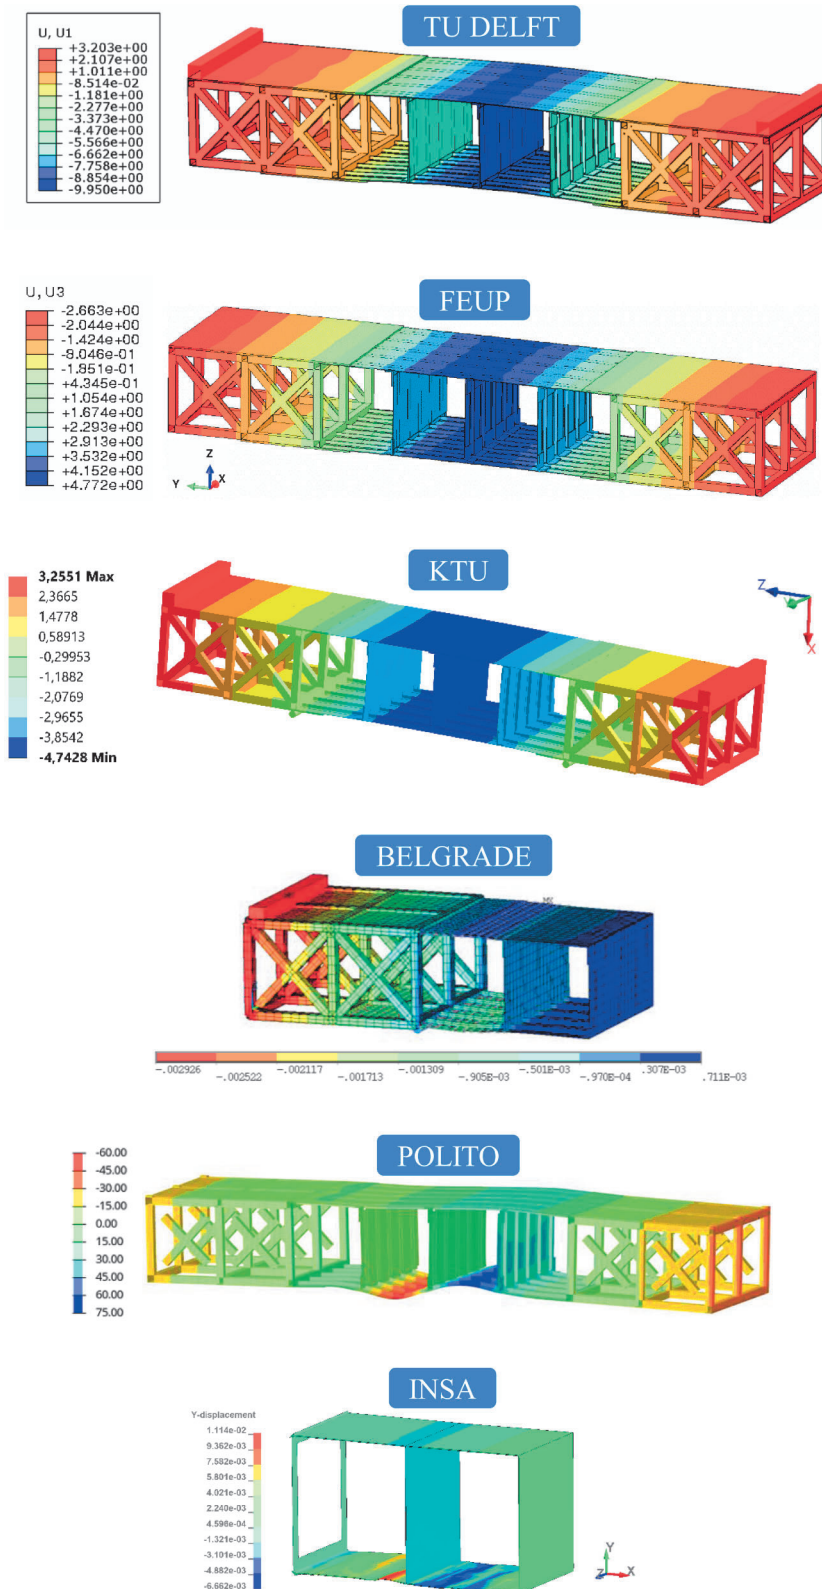 TU DELFT
U, U1
+3.203e+00
+2.107e+00
+1.011e+00
-8.514e-02
-1.181e+00
-2.277e+00
-3.373e+00
-4.470e+00
-5.566e+00
-6.662e+00
-7.758e+00
-8.854e+00
-9.950e+00
FEUP
U, U3
-2.663e+00
-2.044e+00
-1.424e+00
-8.046e-01
-1.851e-01
+4.345e-01
+1.054e+00
+1.674e+00
+2.293e+00
+2.913e+00
+3.532e+00
+4.152e+00
+4.772e+00
Z
Y
X
KTU
3,2551 Max
2,3665
1,4778
0,58913
-0,29953
-1,1882
-2,0769
-2,9655
-3,8542
-4,7428 Min
Z
X
BELGRADE
MX
-.002926
-.002522
-.002117
-.001713
-.001309
-.905E-03
-.501E-03
-.970E-04
.307E-03
.711E-03
POLITO
-60.00
-45.00
-30.00
-15.00
0.00
15.00
30.00
45.00
60.00
75.00
INSA
Y-displacement
1.114e-02
9.362e-03
7.582e-03
5.801e-03
4.021e-03
2.240e-03
4.596e-04
-1.321e-03
-3.101e-03
-4.882e-03
-6.662e-03
Y
Z
X